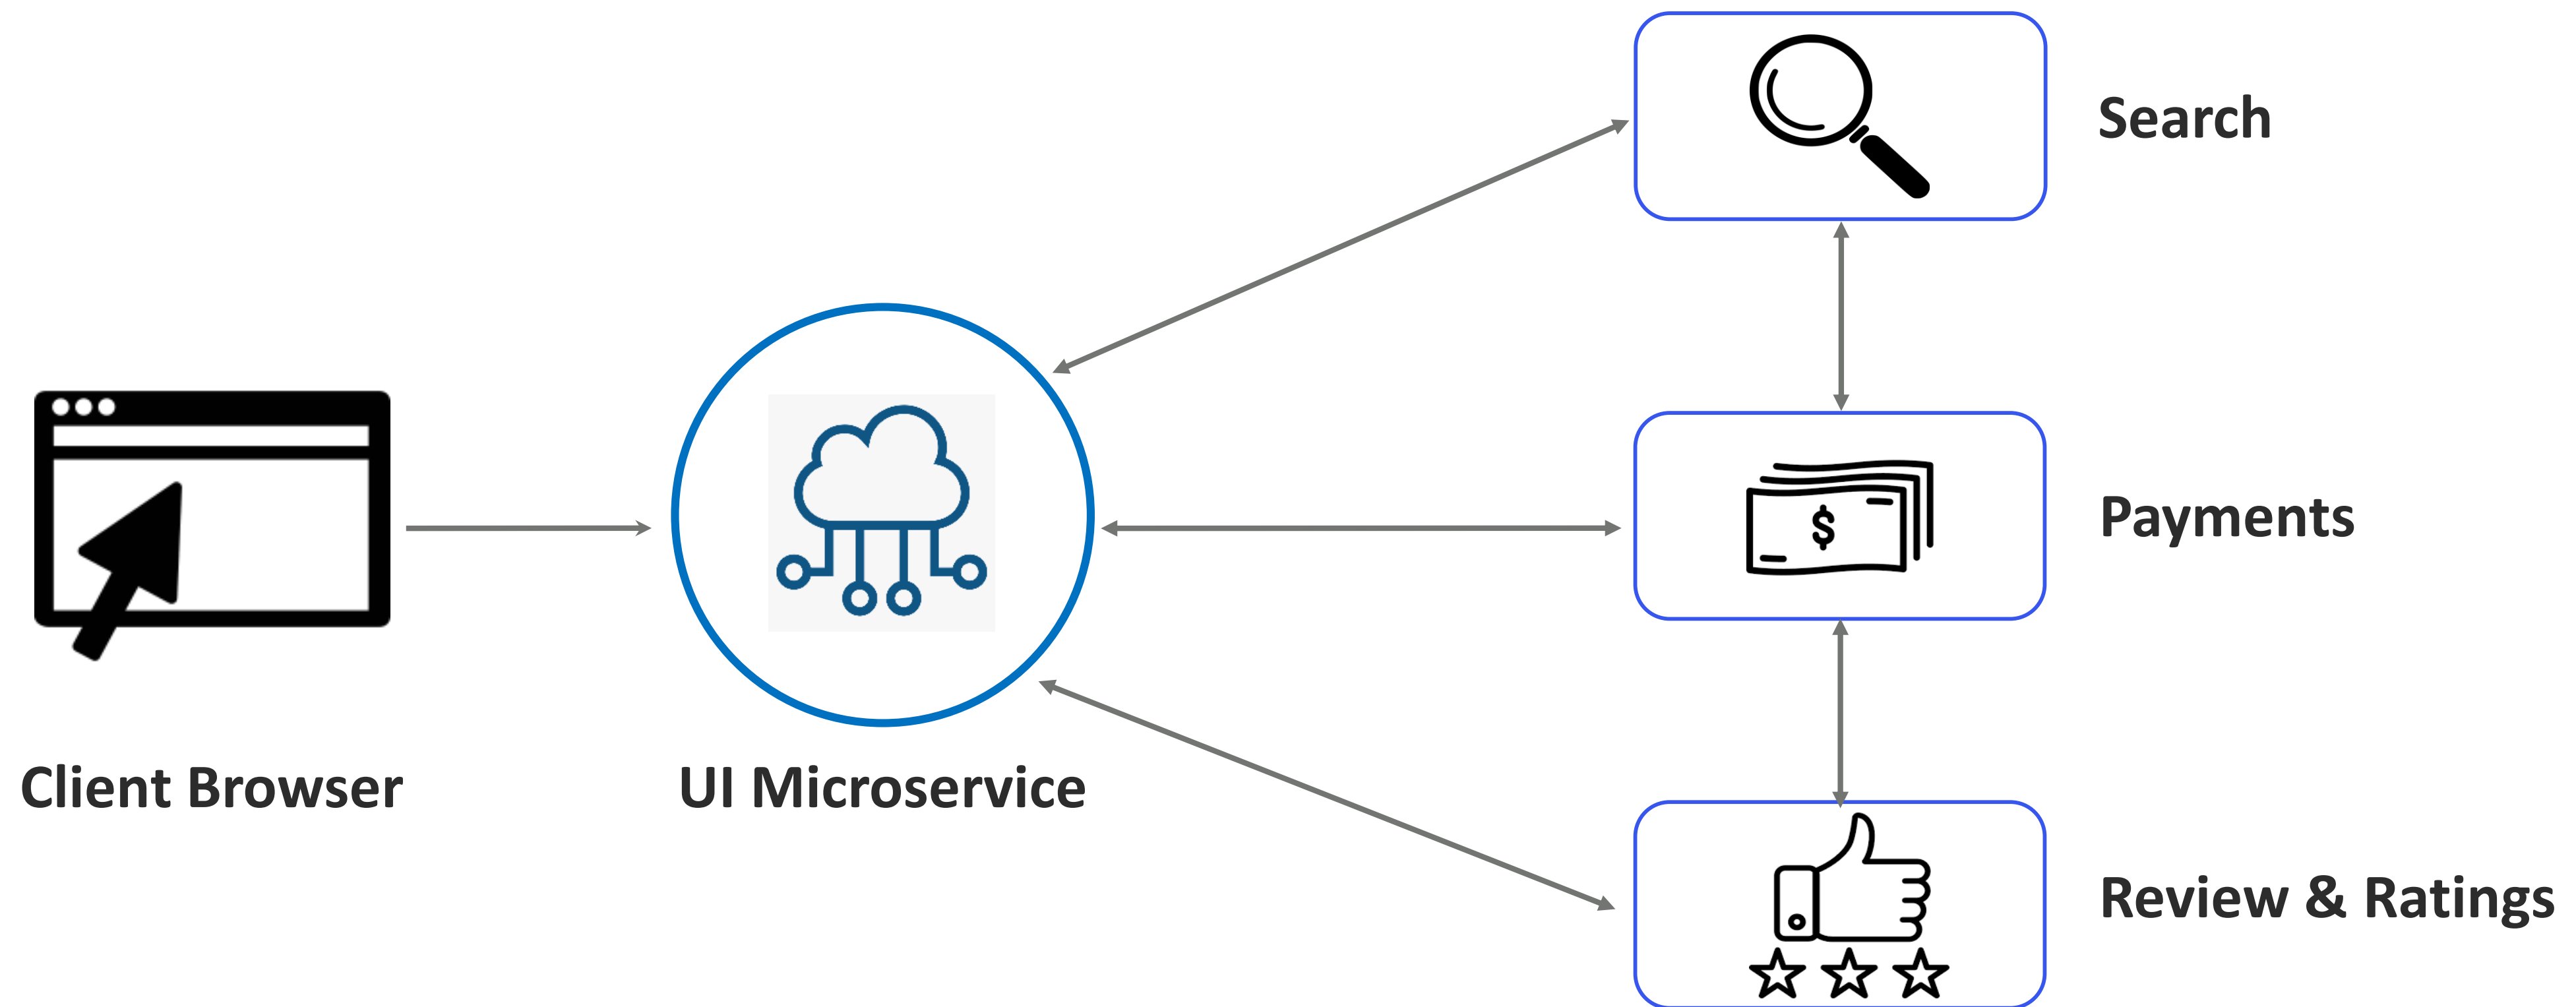 Search
Payments
$
Client Browser
UI Microservice
Review & Ratings